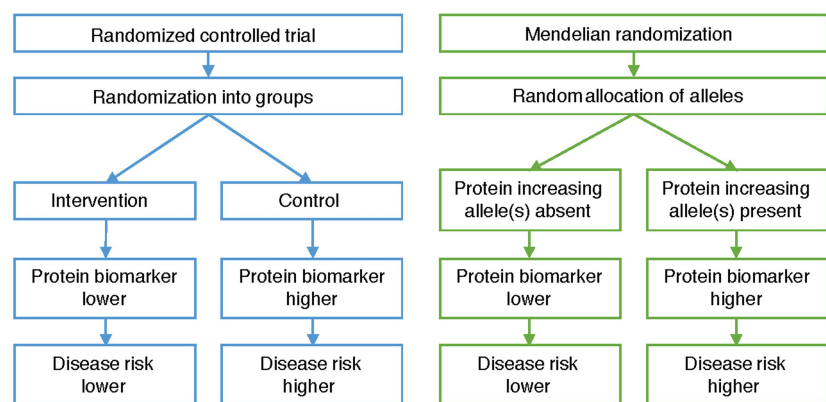 Randomized controlled trial
Randomization into groups
Intervention
Control
Protein biomarker
lower
Protein biomarker
higher
Disease risk
lower
Disease risk
higher
Mendelian randomization
Random allocation of alleles
Protein increasing
allele(s) absent
Protein increasing
allele(s) present
Protein biomarker
lower
Protein biomarker
higher
Disease risk
lower
Disease risk
higher